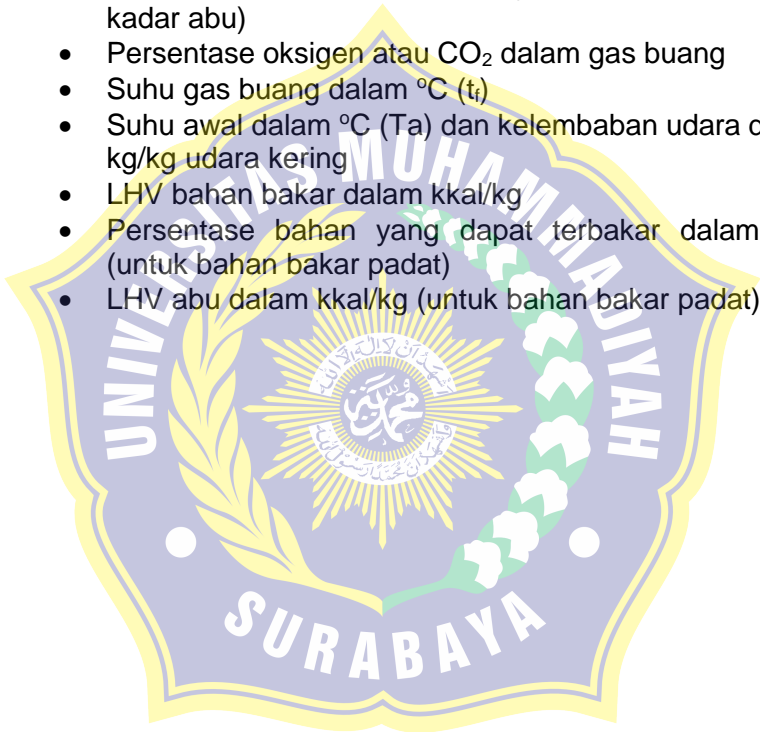 kadar abu)
• Persentase oksigen atau CO₂ dalam gas buang
• Suhu gas buang dalam °C (tf)
• Suhu awal dalam °C (Ta) dan kelembaban udara
kg/kg udara kering
• LHV bahan bakar dalam kkal/kg
• Persentase bahan yang dapat terbakar dalam
(untuk bahan bakar padat)
• LHV abu dalam kkal/kg (untuk bahan bakar padat)
UNIVERSITAS MUHAMMADIYAH
SURABAYA